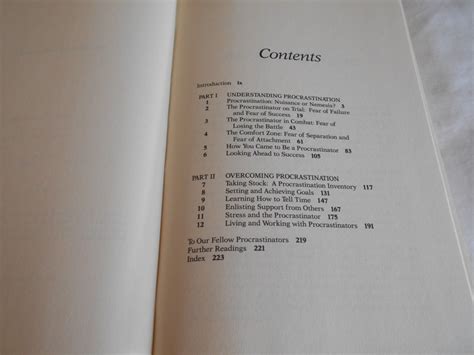 Contents
Introduction ix
PART I UNDERSTANDING PROCRASTINATION
1 Procrastination: Nuisance or Nemesis? 3
2 The Procrastinator on Trial: Fear of Failure
and Fear of Success 19
3 The Procrastinator in Combat: Fear of
Losing the Battle 43
4 The Comfort Zone: Fear of Separation and
Fear of Attachment 61
5 How You Came to Be a Procrastinator 83
6 Looking Ahead to Success 105
PART II OVERCOMING PROCRASTINATION
7 Taking Stock: A Procrastination Inventory 117
8 Setting and Achieving Goals 131
9 Learning How to Tell Time 147
10 Enlisting Support from Others 167
11 Stress and the Procrastinator 175
12 Living and Working with Procrastinators 191
To Our Fellow Procrastinators 219
Further Readings 221
Index 223